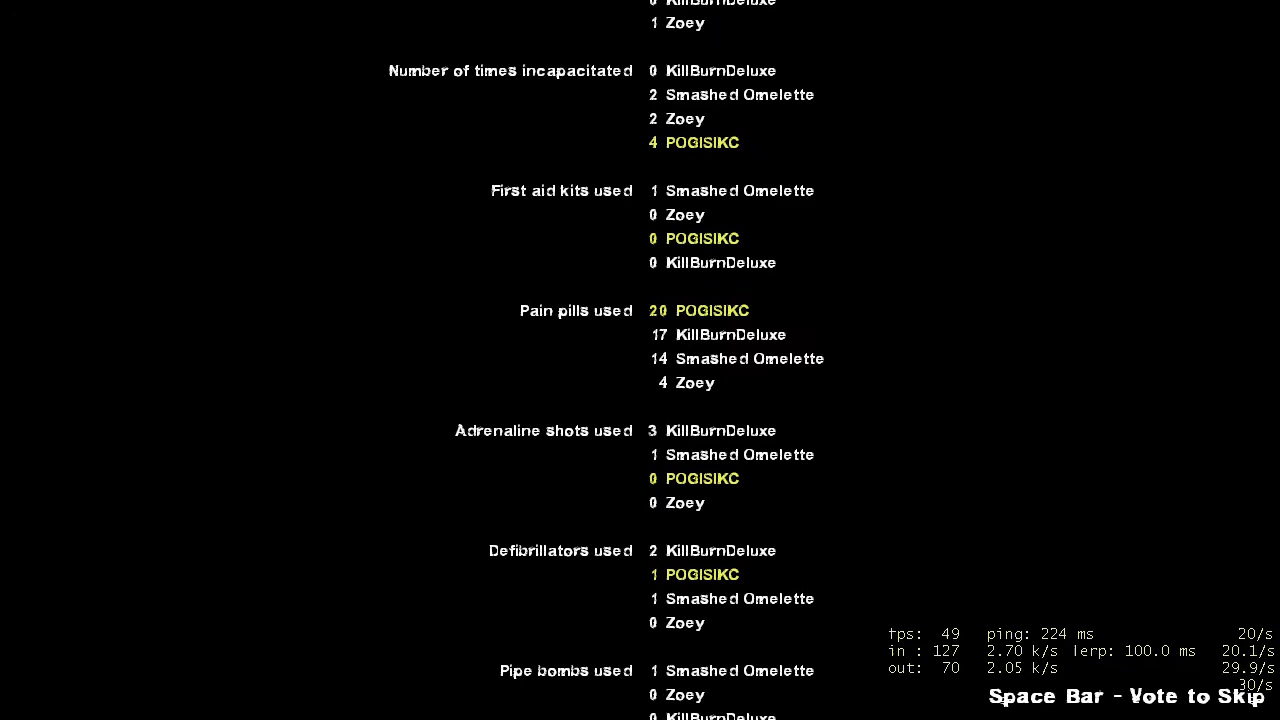 0 KillBurnDeluxe
1 Zoey
Number of times incapacitated 0 KillBurnDeluxe
2 Smashed Omelette
2 Zoey
4 POGISIKC
First aid kits used 1 Smashed Omelette
0 Zoey
0 POGISIKC
0 KillBurnDeluxe
Pain pills used 20 POGISIKC
17 KillBurnDeluxe
14 Smashed Omelette
4 Zoey
Adrenaline shots used 3 KillBurnDeluxe
1 Smashed Omelette
0 POGISIKC
0 Zoey
Defibrillators used 2 KillBurnDeluxe
1 POGISIKC
1 Smashed Omelette
0 Zoey
fps: 49 ping: 224 ms 20/s
in : 127 2.70 k/s lerp: 100.0 ms 20.1/s
out: 70 2.05 k/s 29.9/s
Pipe bombs used 1 Smashed Omelette
30/s
0 Zoey
Space Bar - Vote to Skip
0 KillBurnDeluxe